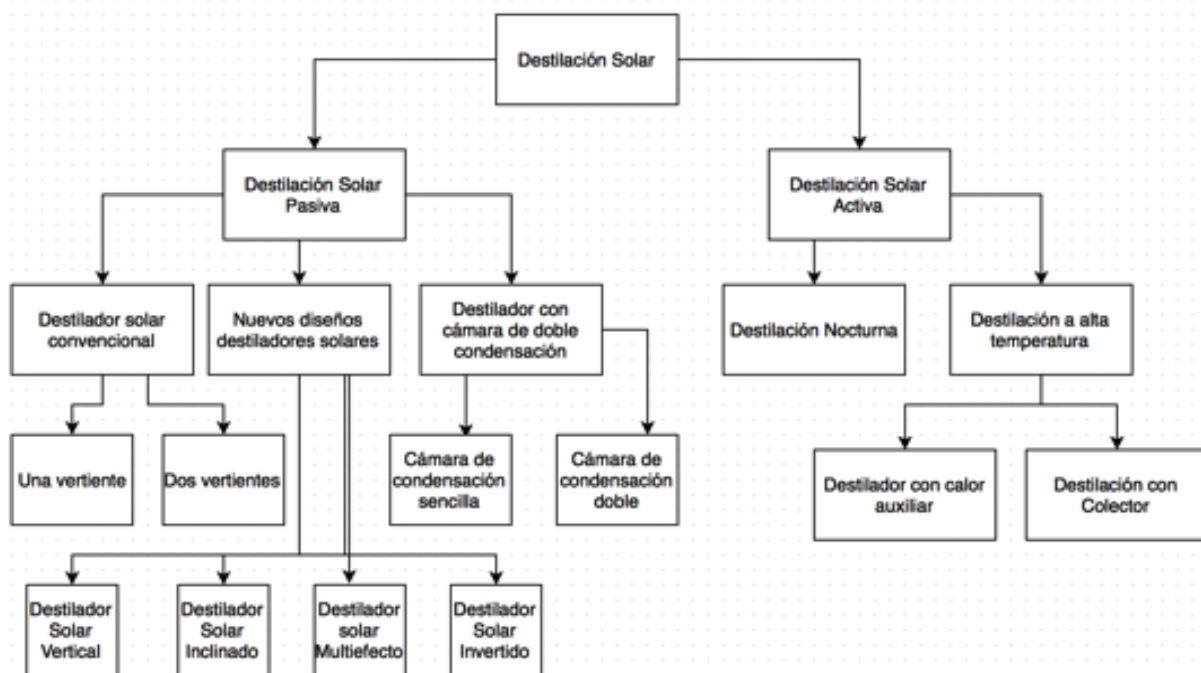 Destilación Solar
Destilación Solar
Pasiva
Destilación Solar
Activa
Destilador solar
convencional
Nuevos diseños
destiladores solares
Destilador con
cámara de doble
condensación
Destilación Nocturna
Destilación a alta
temperatura
Una vertiente
Dos vertientes
Cámara de
condensación
sencilla
Cámara de
condensación
doble
Destilador con calor
auxiliar
Destilación con
Colector
Destilador
Solar
Vertical
Destilador
Solar
Inclinado
Destilador
solar
Multiefecto
Destilador
Solar
Invertido